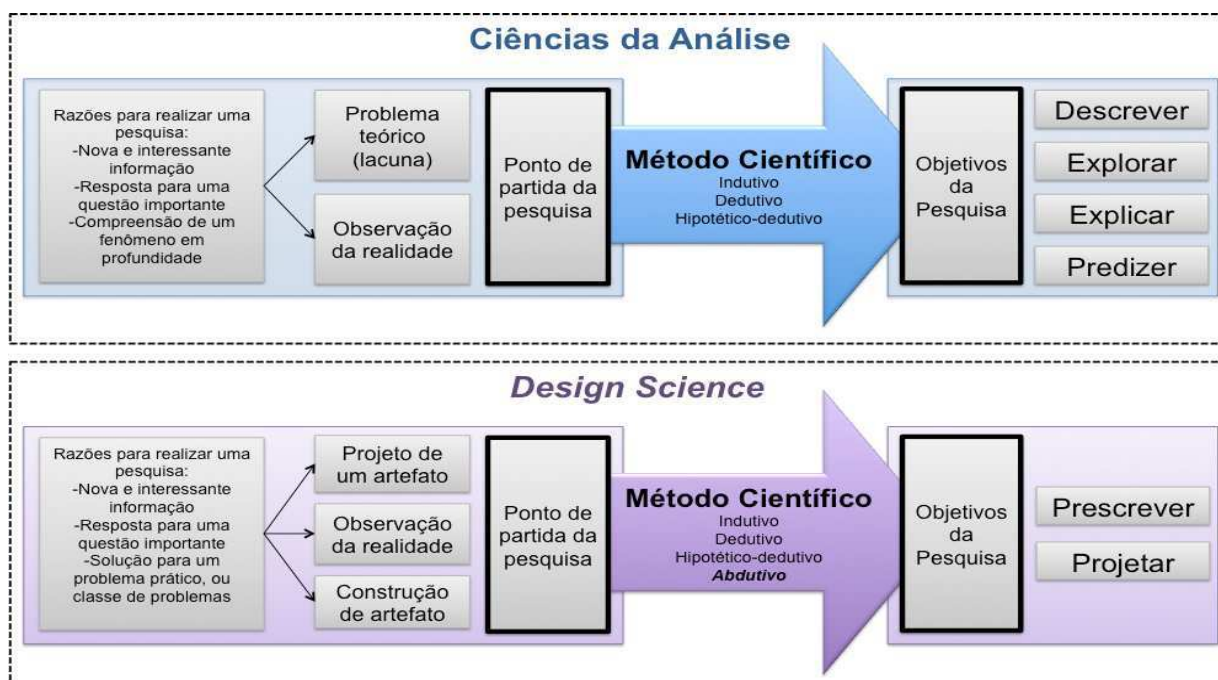 Ciências da Análise
Razões para realizar uma
pesquisa:
-Nova e interessante
informação
-Resposta para uma
questão importante
-Compreensão de um
fenômeno em
profundidade
Problema
teórico
(lacuna)
Observação
da realidade
Ponto de
partida da
pesquisa
Método Científico
Indutivo
Dedutivo
Hipotético-dedutivo
Objetivos
da
Pesquisa
Descrever
Explorar
Explicar
Predizer
Design Science
Razões para realizar uma
pesquisa:
-Nova e interessante
informação
-Resposta para uma
questão importante
-Solução para um
problema prático, ou
classe de problemas
Projeto de
um artefato
Observação
da realidade
Construção
de artefato
Ponto de
partida da
pesquisa
Método Científico
Indutivo
Dedutivo
Hipotético-dedutivo
Abdutivo
Objetivos
da
Pesquisa
Prescrever
Projetar